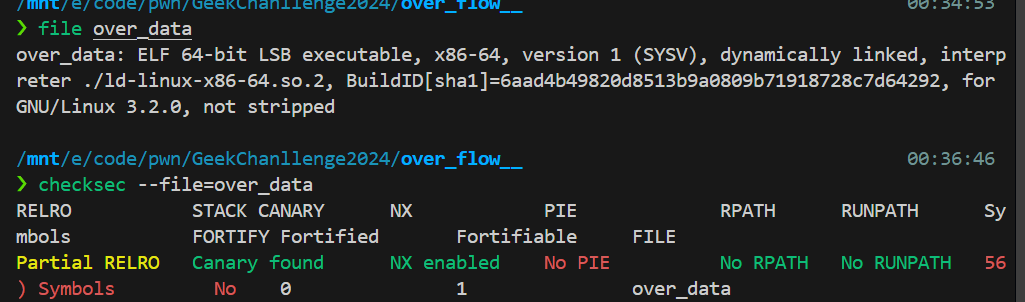 /mnt/e/code/pwn/GeekChanllenge2024/over_flow__ 00:34:53
❯ file over_data
over_data: ELF 64-bit LSB executable, x86-64, version 1 (SYSV), dynamically linked, interp
reter ./ld-linux-x86-64.so.2, BuildID[sha1]=6aad4b49820d8513b9a0809b71918728c7d64292, for
GNU/Linux 3.2.0, not stripped
/mnt/e/code/pwn/GeekChanllenge2024/over_flow__ 00:36:46
❯ checksec --file=over_data
RELRO STACK CANARY NX PIE RPATH RUNPATH Sy
mbols FORTIFY Fortified Fortifiable FILE
Partial RELRO Canary found NX enabled No PIE No RPATH No RUNPATH 56
) Symbols No 0 1 over_data